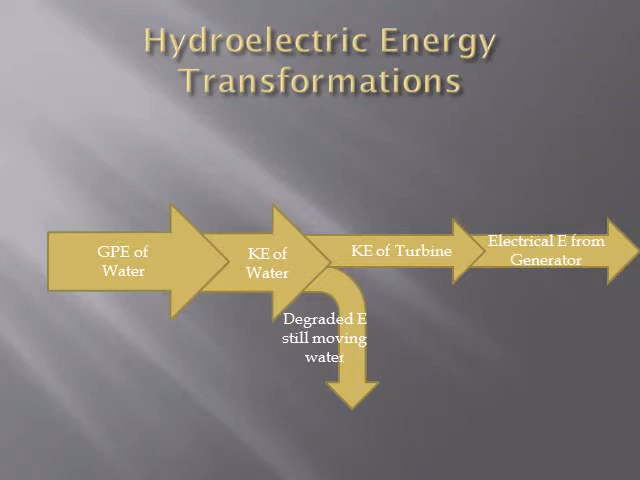 Hydroelectric Energy
Transformations
GPE of
Water
KE of
Water
KE of Turbine
Electrical E from
Generator
Degraded E
still moving
water